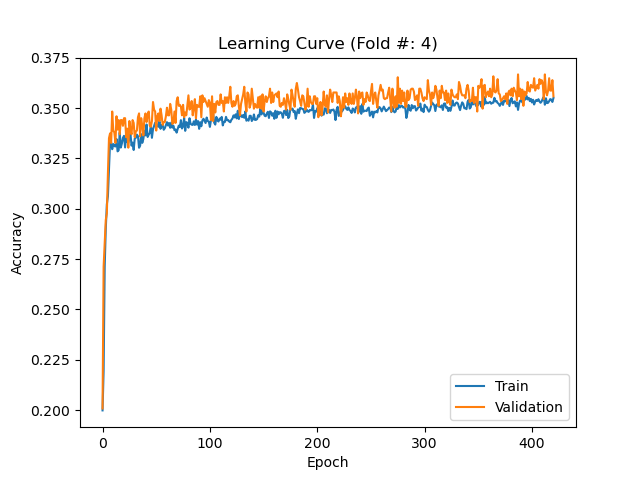 Learning Curve (Fold #: 4)
0.375
0.350
0.325
0.300
0.275
0.250
0.225
0.200
Accuracy
Train
Validation
0 100 200 300 400
Epoch